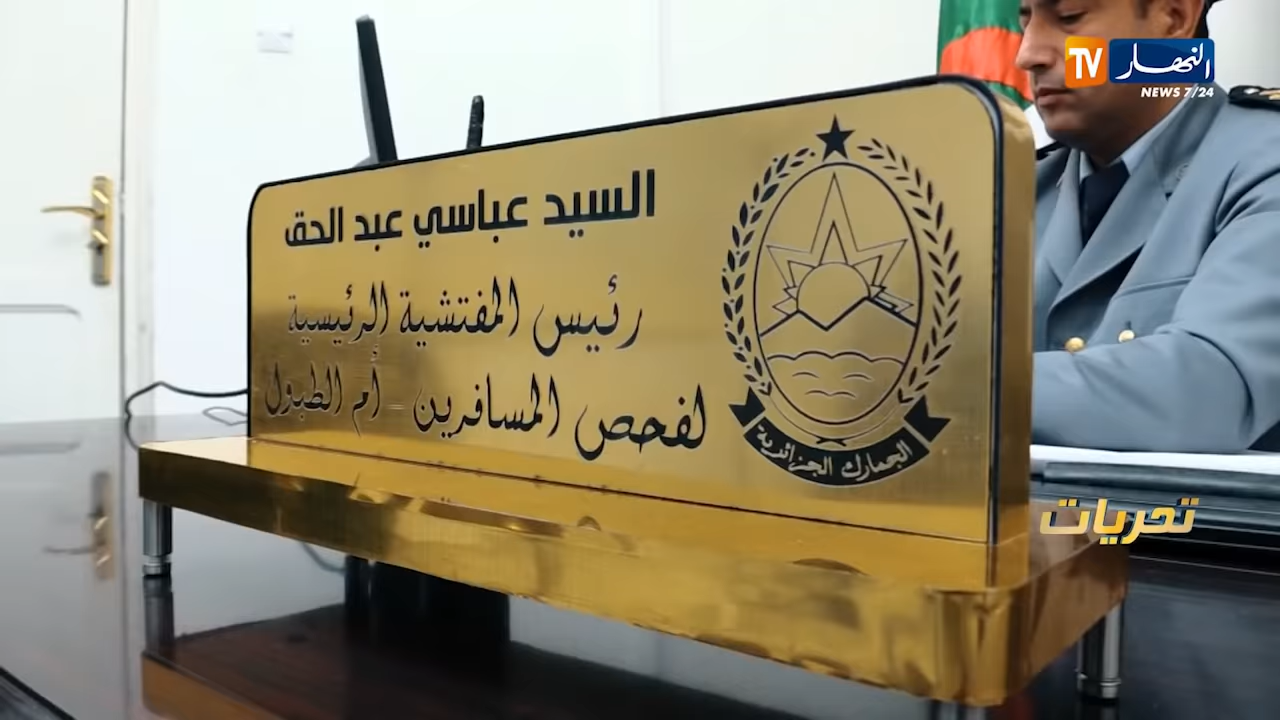 TV النهار
NEWS 7/24
السيد عباسي عبد الحق
رئيس المفتشية الرئيسية
لفحص المسافرين - أم الطبول
الجمارك الجزائرية
تحريات